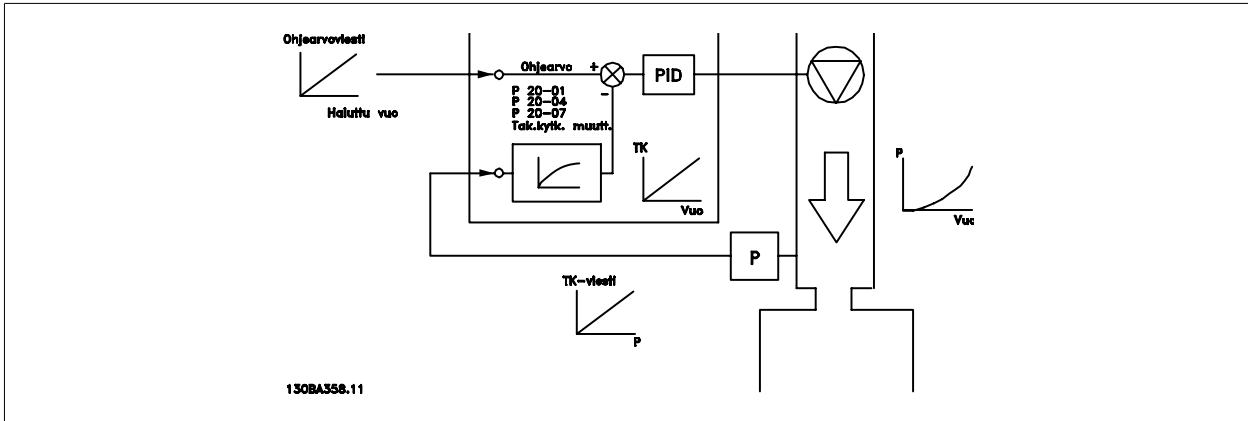 Ohjearvoviesti
Haluttu vuo
Ohjearvo
+
-
PID
P 20-01
P 20-04
P 20-07
Tak.kytk. muutt.
TK
Vuo
P
Vuo
P
TK-viesti
P
130BA358.11